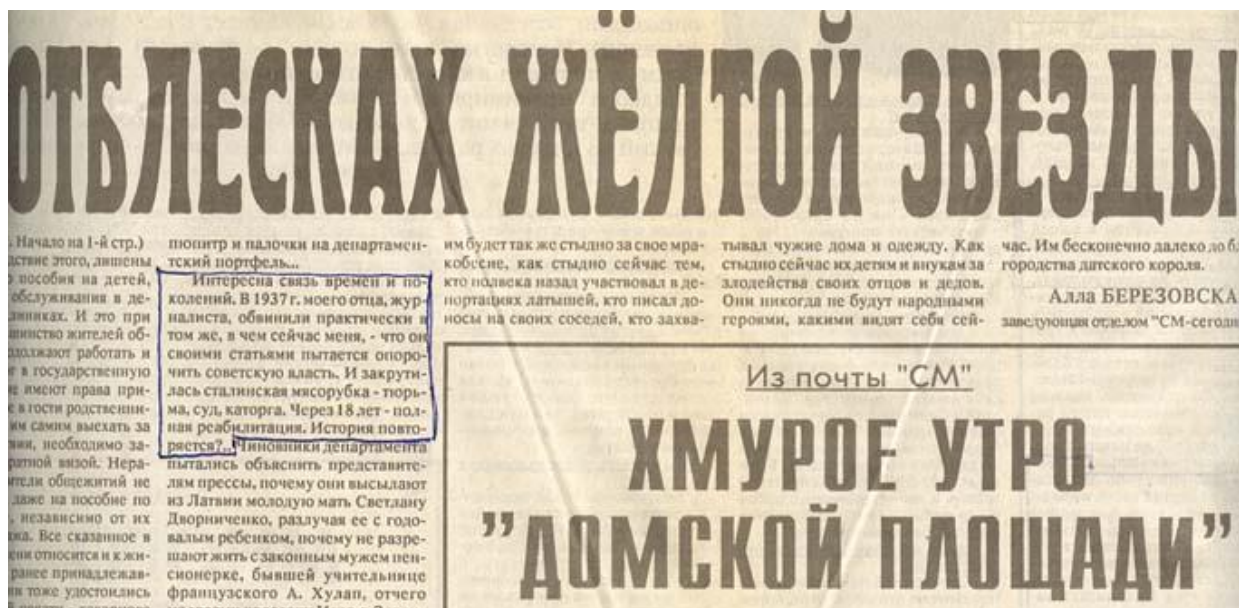 ОТБЛЕСКАХ ЖЁЛТОЙ ЗВЕЗДЫ
. Начало на 1-й стр.)
дствие этого, лишены
пособия на детей,
обслуживания в де-
линиках. И это при
шинство жителей об-
одолжают работать и
т в государственную
не имеют права при-
в гости родственни-
им самим выехать за
необходимо за-
ратной визой. Нера-
тели общежитий не
даже на пособие по
независимо от их
Все сказанное в
ени относится и к жи-
ранее принадлежав-
тоже удостоились
пюпитр и палочки на департамен-
тский портфель...
Интересна связь времен и по-
колений. В 1937 г. моего отца, жур-
налиста, обвинили практически в
том же, в чем сейчас меня, - что он
своими статьями пытается опоро-
чить советскую власть. И закрути-
лась сталинская мясорубка - тюрь-
ма, суд, каторга. Через 18 лет - пол-
ная реабилитация. История повто-
ряется?.. Чиновники департамента
пытались объяснить представите-
лям прессы, почему они высылают
из Латвии молодую мать Светлану
Дворниченко, разлучая ее с годо-
валым ребенком, почему не разре-
шают жить с законным мужем пен-
сионерке, бывшей учительнице
французского А. Хулап, отчего
им будет так же стыдно за свое мра-
кобесие, как стыдно сейчас тем,
кто полвека назад участвовал в де-
портациях латышей, кто писал до-
носы на своих соседей, кто захва-
тывал чужие дома и одежду. Как
стыдно сейчас их детям и внукам за
злодейства своих отцов и дедов.
Они никогда не будут народными
героями, какими видят себя сей-
час. Им бесконечно далеко до б
городства датского короля.
Алла БЕРЕЗОВСКА
заведующая отделом "СМ-сегодн
Из почты "СМ"
ХМУРОЕ УТРО
"ДОМСКОЙ ПЛОЩАДИ"